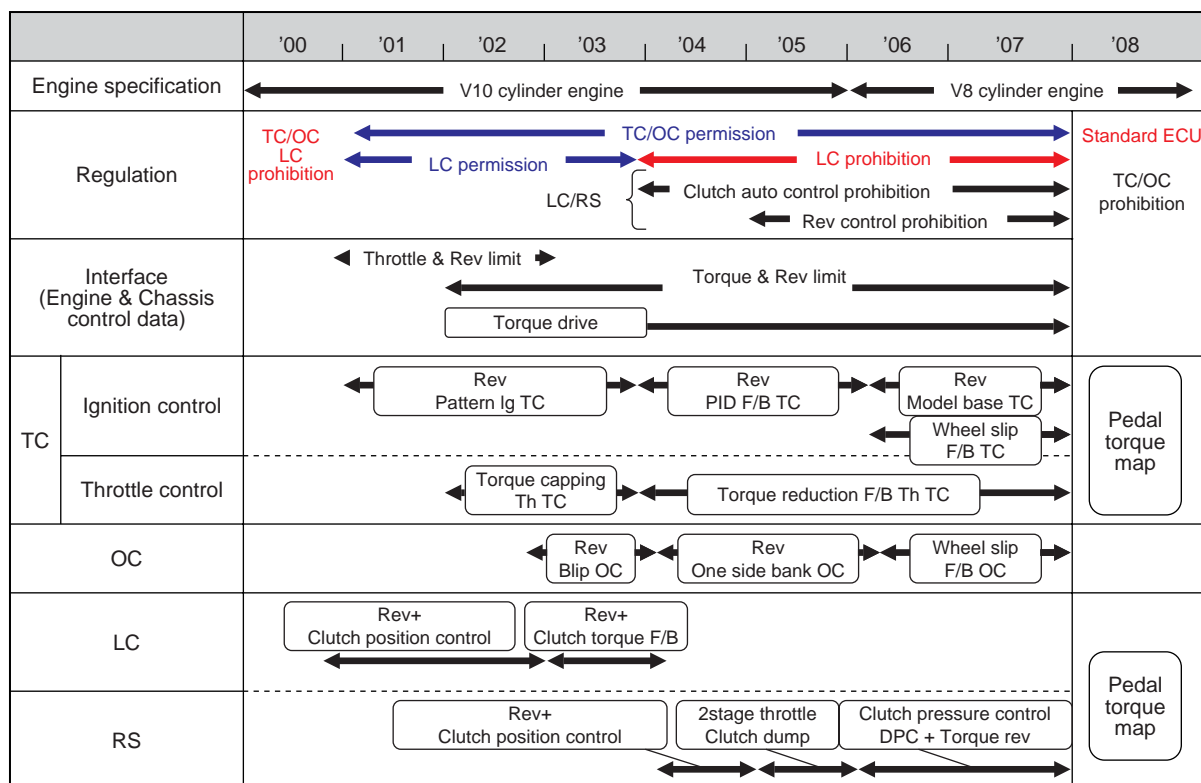 ’00 ’01 ’02 ’03 ’04 ’05 ’06 ’07 ’08
Engine specification
V10 cylinder engine
V8 cylinder engine
Regulation
TC/OC
LC
prohibition
TC/OC permission
LC permission
LC prohibition
LC/RS
Clutch auto control prohibition
Rev control prohibition
Standard ECU
TC/OC
prohibition
Interface
(Engine & Chassis
control data)
Throttle & Rev limit
Torque & Rev limit
Torque drive
TC
Ignition control
Rev
Pattern Ig TC
Rev
PID F/B TC
Rev
Model base TC
Wheel slip
F/B TC
Throttle control
Torque capping
Th TC
Torque reduction F/B Th TC
Pedal
torque
map
OC
Rev
Blip OC
Rev
One side bank OC
Wheel slip
F/B OC
LC
Rev+
Clutch position control
Rev+
Clutch torque F/B
RS
Rev+
Clutch position control
2stage throttle
Clutch dump
Clutch pressure control
DPC + Torque rev
Pedal
torque
map